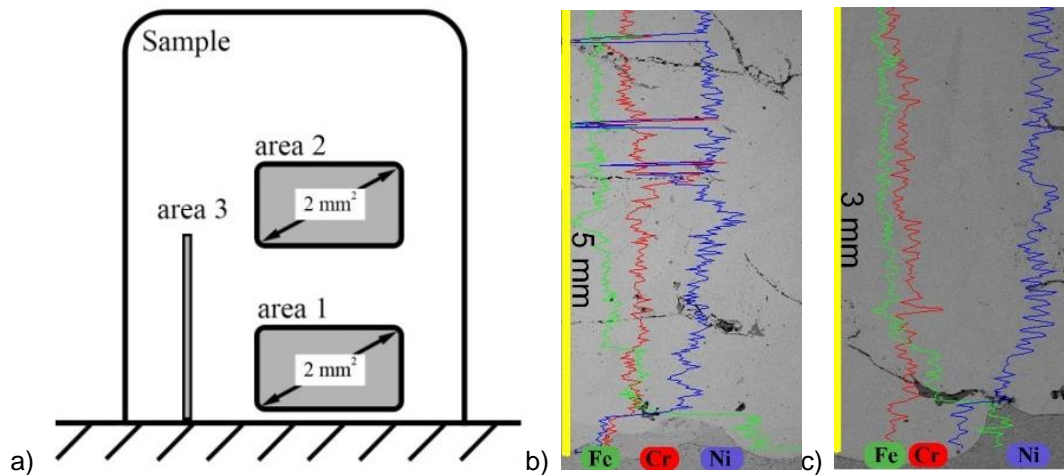 a)
Sample
area 2
2 mm²
area 3
area 1
2 mm²
b)
5 mm
Fe Cr Ni
c)
3 mm
Fe Cr Ni